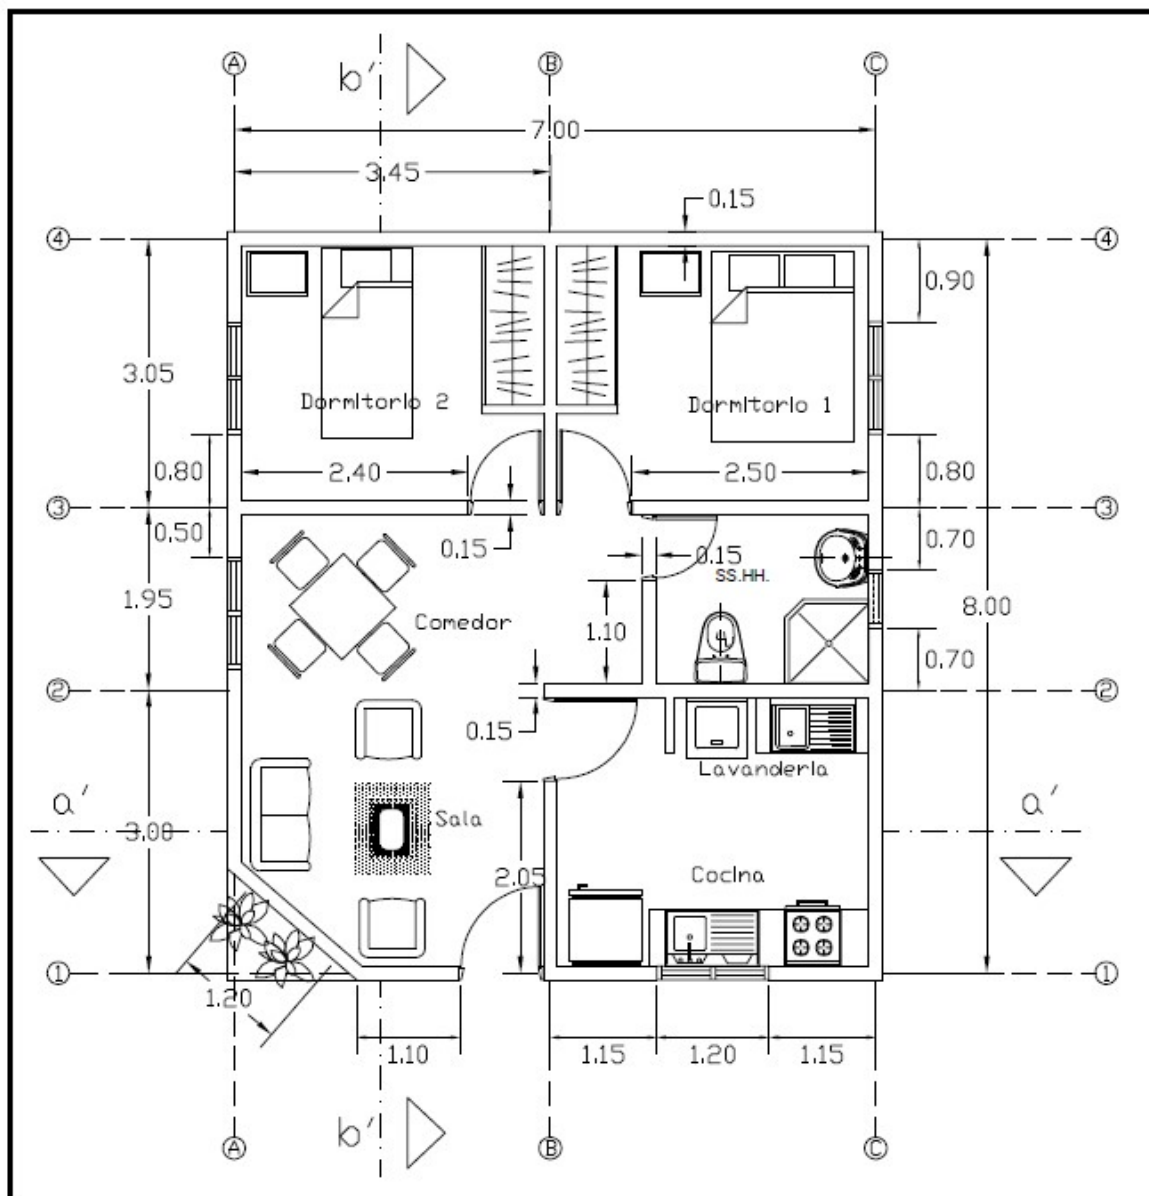 A B C
b′
7.00
3.45
0.15
4 4
0.90
3.05
Dormitorio 2 Dormitorio 1
0.80 2.40 2.50 0.80
3 3
0.50 0.15 0.15 0.70
SS.HH.
1.95 Comedor 1.10 8.00
0.70
2 2
0.15
Lavanderia
a′ a′
3.00 Sala
2.05 Cocina
1 1
1.20
1.10 1.15 1.20 1.15
b′
A B C